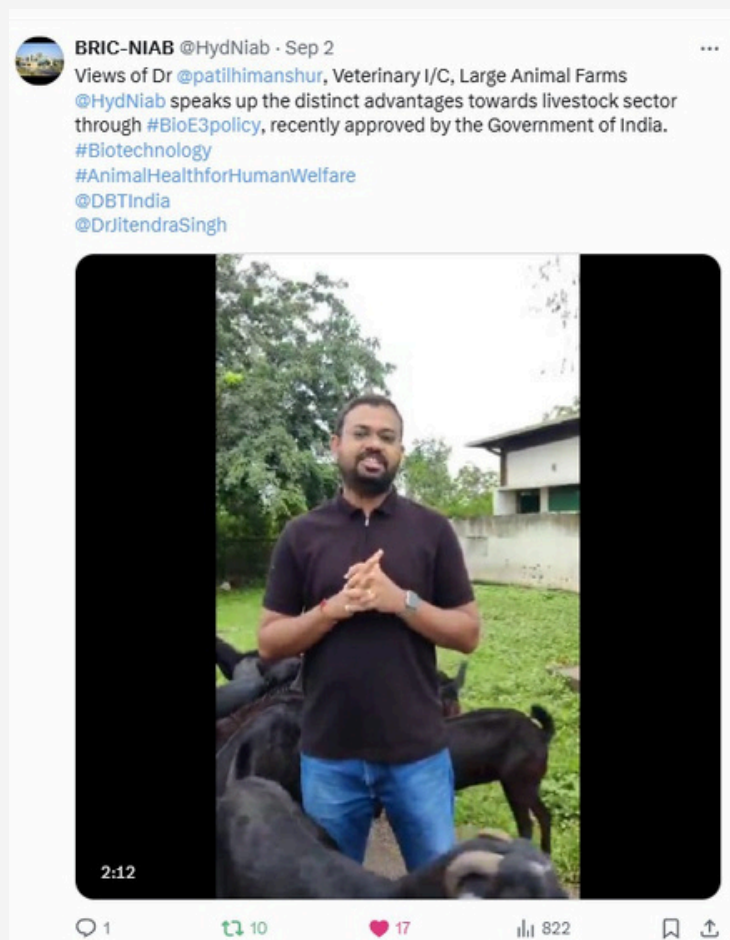 BRIC-NIAB @HydNiab · Sep 2
Views of Dr @patilhimanshur, Veterinary I/C, Large Animal Farms
@HydNiab speaks up the distinct advantages towards livestock sector
through #BioE3policy, recently approved by the Government of India.
#Biotechnology
#AnimalHealthforHumanWelfare
@DBTIndia
@DrJitendraSingh
2:12
1 10 17 822